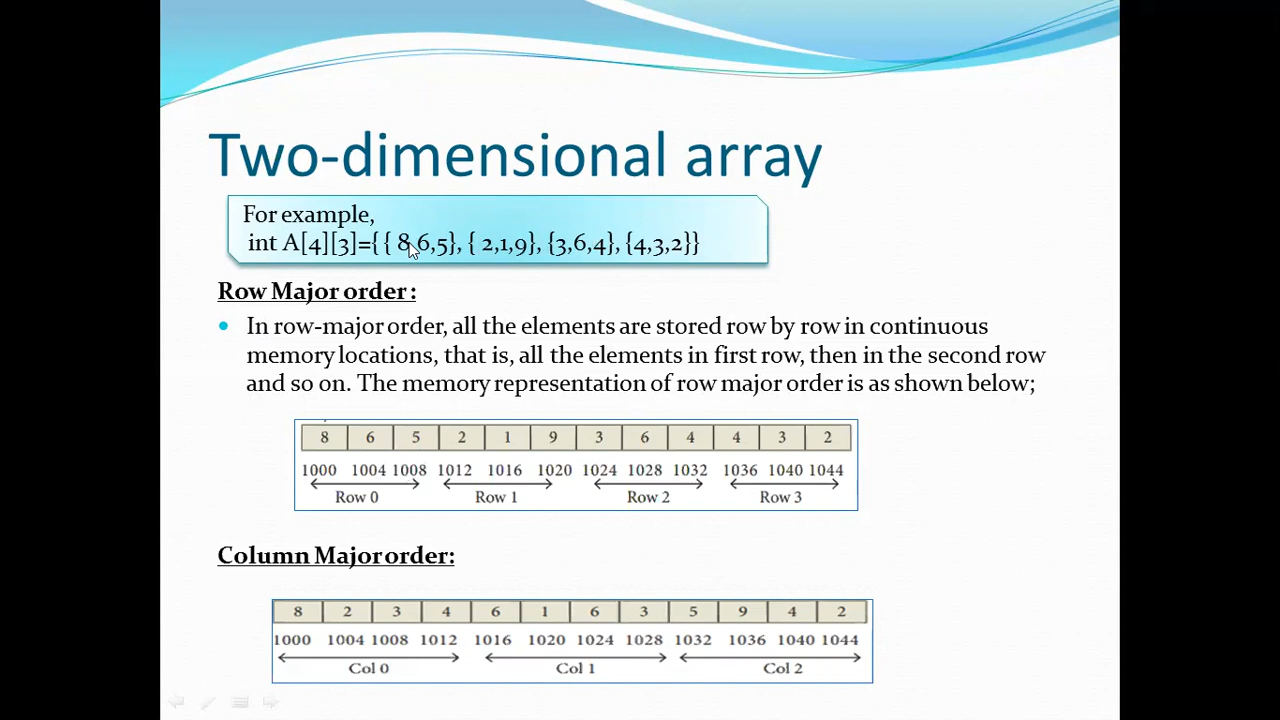 Two-dimensional array
For example,
int A[4][3]={{ 8,6,5}, { 2,1,9}, {3,6,4}, {4,3,2}}
Row Major order :
• In row-major order, all the elements are stored row by row in continuous
memory locations, that is, all the elements in first row, then in the second row
and so on. The memory representation of row major order is as shown below;
8 6 5 2 1 9 3 6 4 4 3 2
1000 1004 1008 1012 1016 1020 1024 1028 1032 1036 1040 1044
Row 0 Row 1 Row 2 Row 3
Column Major order:
8 2 3 4 6 1 6 3 5 9 4 2
1000 1004 1008 1012 1016 1020 1024 1028 1032 1036 1040 1044
Col 0 Col 1 Col 2